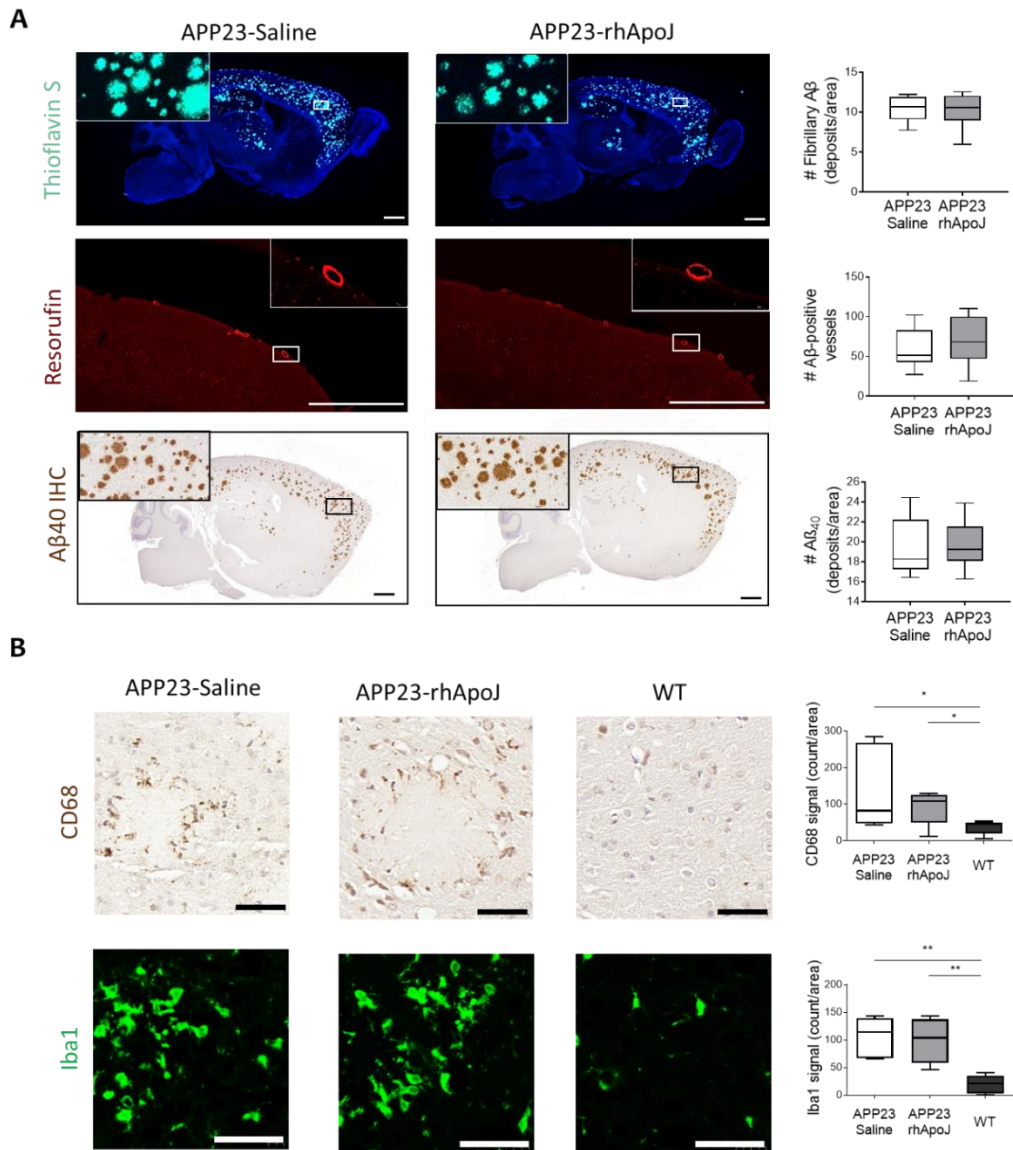 A
APP23-Saline
APP23-rhApoJ
Thioflavin S
# Fibrillary Aβ
(deposits/area)
15
10
5
0
APP23
Saline
APP23
rhApoJ
Resorufin
# Aβ-positive
vessels
150
100
50
0
APP23
Saline
APP23
rhApoJ
Aβ40 IHC
# Aβ₄₀
(deposits/area)
26
24
22
20
18
16
14
APP23
Saline
APP23
rhApoJ
B
APP23-Saline
APP23-rhApoJ
WT
CD68
CD68 signal (count/area)
300
200
100
0
*
*
APP23
Saline
APP23
rhApoJ
WT
Iba1
Iba1 signal (count/area)
200
150
100
50
0
**
**
APP23
Saline
APP23
rhApoJ
WT